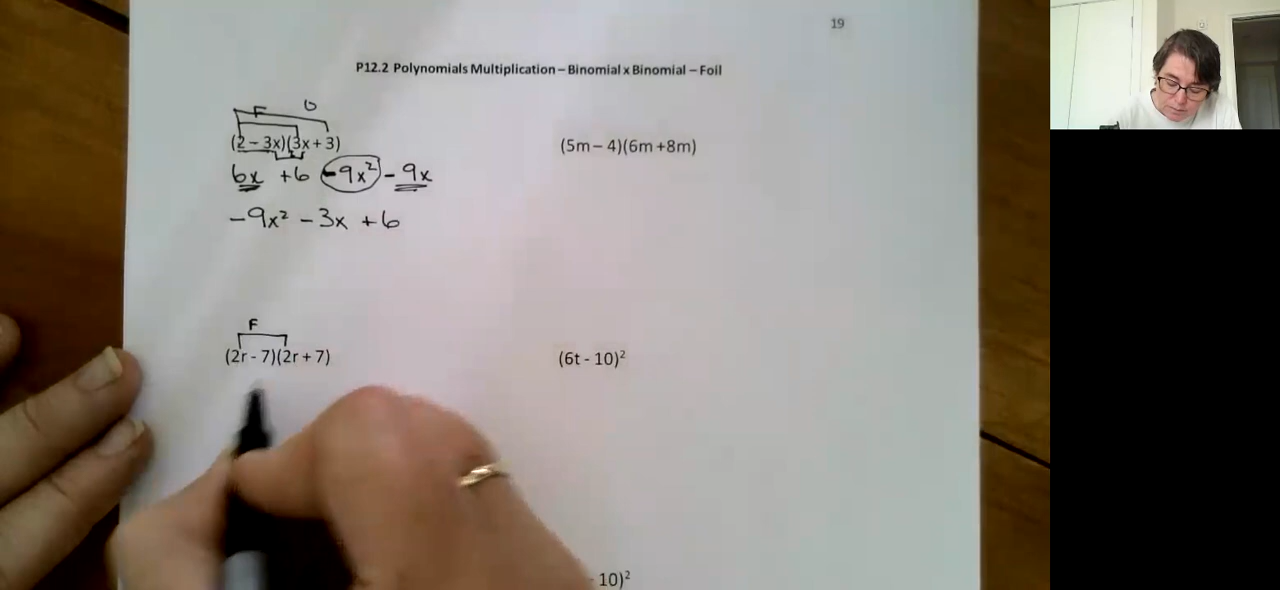 19
P12.2 Polynomials Multiplication – Binomial x Binomial – Foil
F O
(2 – 3x)(3x + 3)
6x +6 -9x² - 9x
-9x² - 3x + 6
(5m – 4)(6m +8m)
F
(2r - 7)(2r + 7)
(6t - 10)²
- 10)²